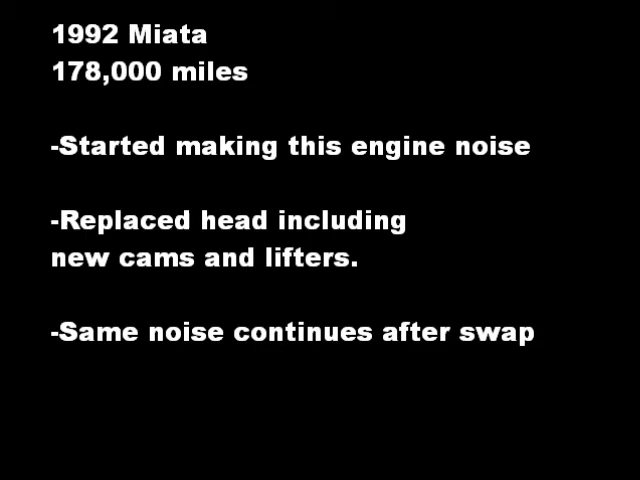 1992 Miata
178,000 miles
-Started making this engine noise
-Replaced head including
new cams and lifters.
-Same noise continues after swap